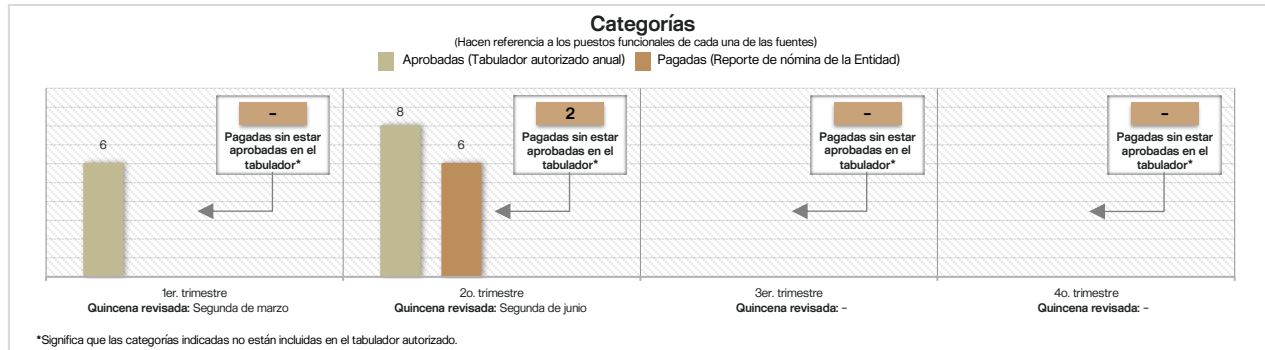 Categorías
(Hacen referencia a los puestos funcionales de cada una de las fuentes)
Aprobadas (Tabulador autorizado anual) Pagadas (Reporte de nómina de la Entidad)
–
Pagadas sin estar
aprobadas en el
tabulador*
6
2
Pagadas sin estar
aprobadas en el
tabulador*
8
6
–
Pagadas sin estar
aprobadas en el
tabulador*
–
Pagadas sin estar
aprobadas en el
tabulador*
1er. trimestre
Quincena revisada: Segunda de marzo
2o. trimestre
Quincena revisada: Segunda de junio
3er. trimestre
Quincena revisada: –
4o. trimestre
Quincena revisada: –
*Significa que las categorías indicadas no están incluidas en el tabulador autorizado.